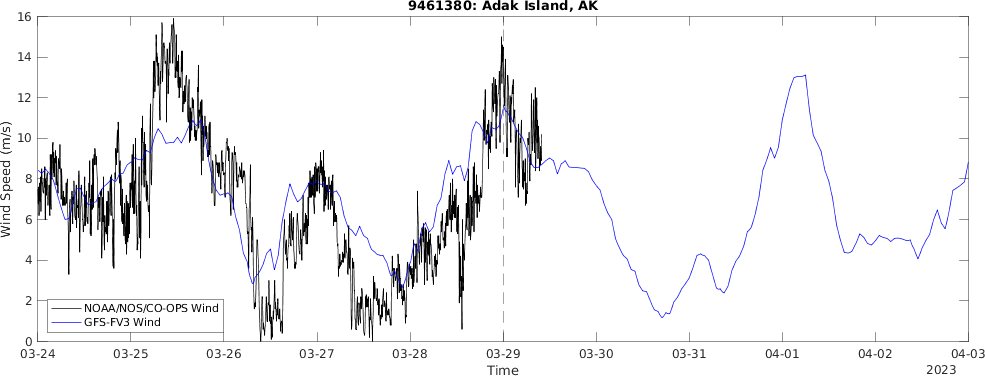 9461380: Adak Island, AK
Wind Speed (m/s)
16
14
12
10
8
6
4
2
0
NOAA/NOS/CO-OPS Wind
GFS-FV3 Wind
03-24 03-25 03-26 03-27 03-28 03-29 03-30 03-31 04-01 04-02 04-03
Time
2023